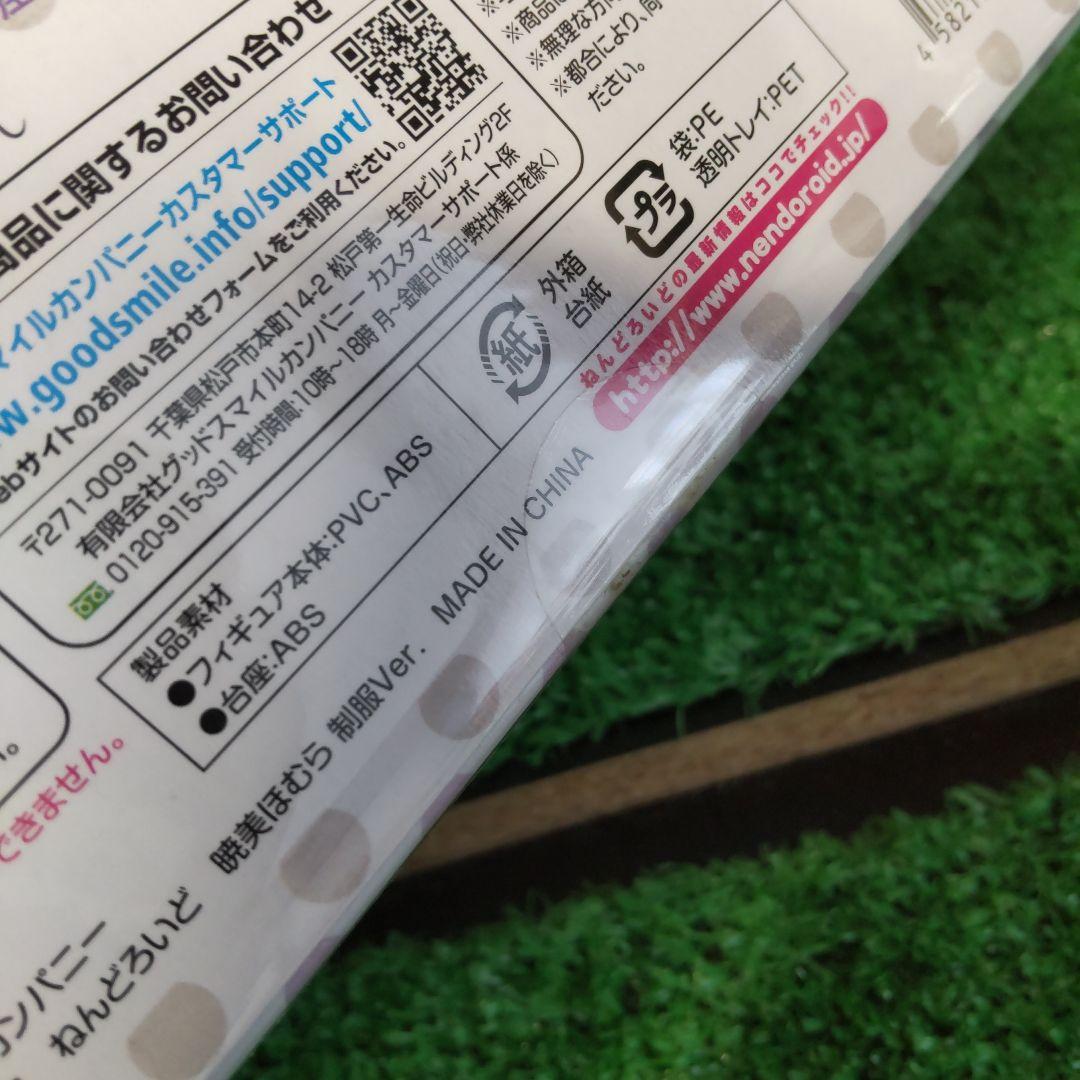 商品に関するお問い合わせ
マイルカンパニーカスタマーサポート
w.goodsmile.info/support/
ebサイトのお問い合わせフォームをご利用ください。
〒271-0091 千葉県松戸市本町14-2 松戸第一生命ビルディング2F
有限会社グッドスマイルカンパニー カスタマーサポート係
0120-915-391 受付時間:10時~18時 月~金曜日(祝日・弊社休業日を除く)
※商品
※無理な方向
※都合により、
ださい。
4 5821
プラ
袋:PE
透明トレイ:PET
紙
外箱
台紙
ねんどろいどの最新情報はココでチェック!!
http://www.nendoroid.jp/
製品素材
●フィギュア本体:PVC、ABS
●台座:ABS
MADE IN CHINA
できません。
カンパニー
ねんどろいど 暁美ほむら 制服Ver.